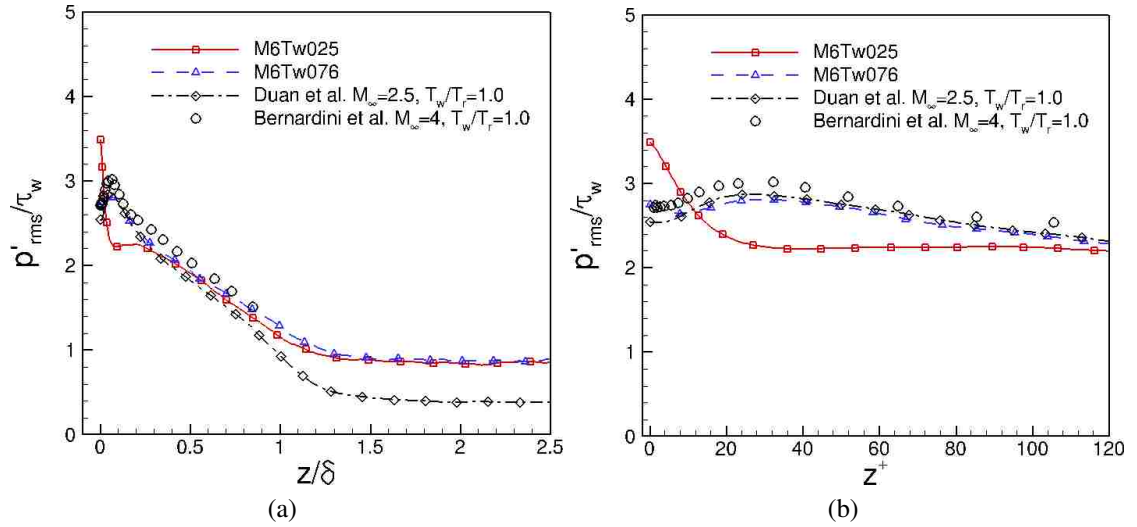 5
4
3
2
1
0
p'rms/τw
M6Tw025
M6Tw076
Duan et al. M∞=2.5, Tw/Tr=1.0
Bernardini et al. M∞=4, Tw/Tr=1.0
0 0.5 1 1.5 2 2.5
z/δ
(a)
5
4
3
2
1
0
p'rms/τw
M6Tw025
M6Tw076
Duan et al. M∞=2.5, Tw/Tr=1.0
Bernardini et al. M∞=4, Tw/Tr=1.0
0 20 40 60 80 100 120
z+
(b)